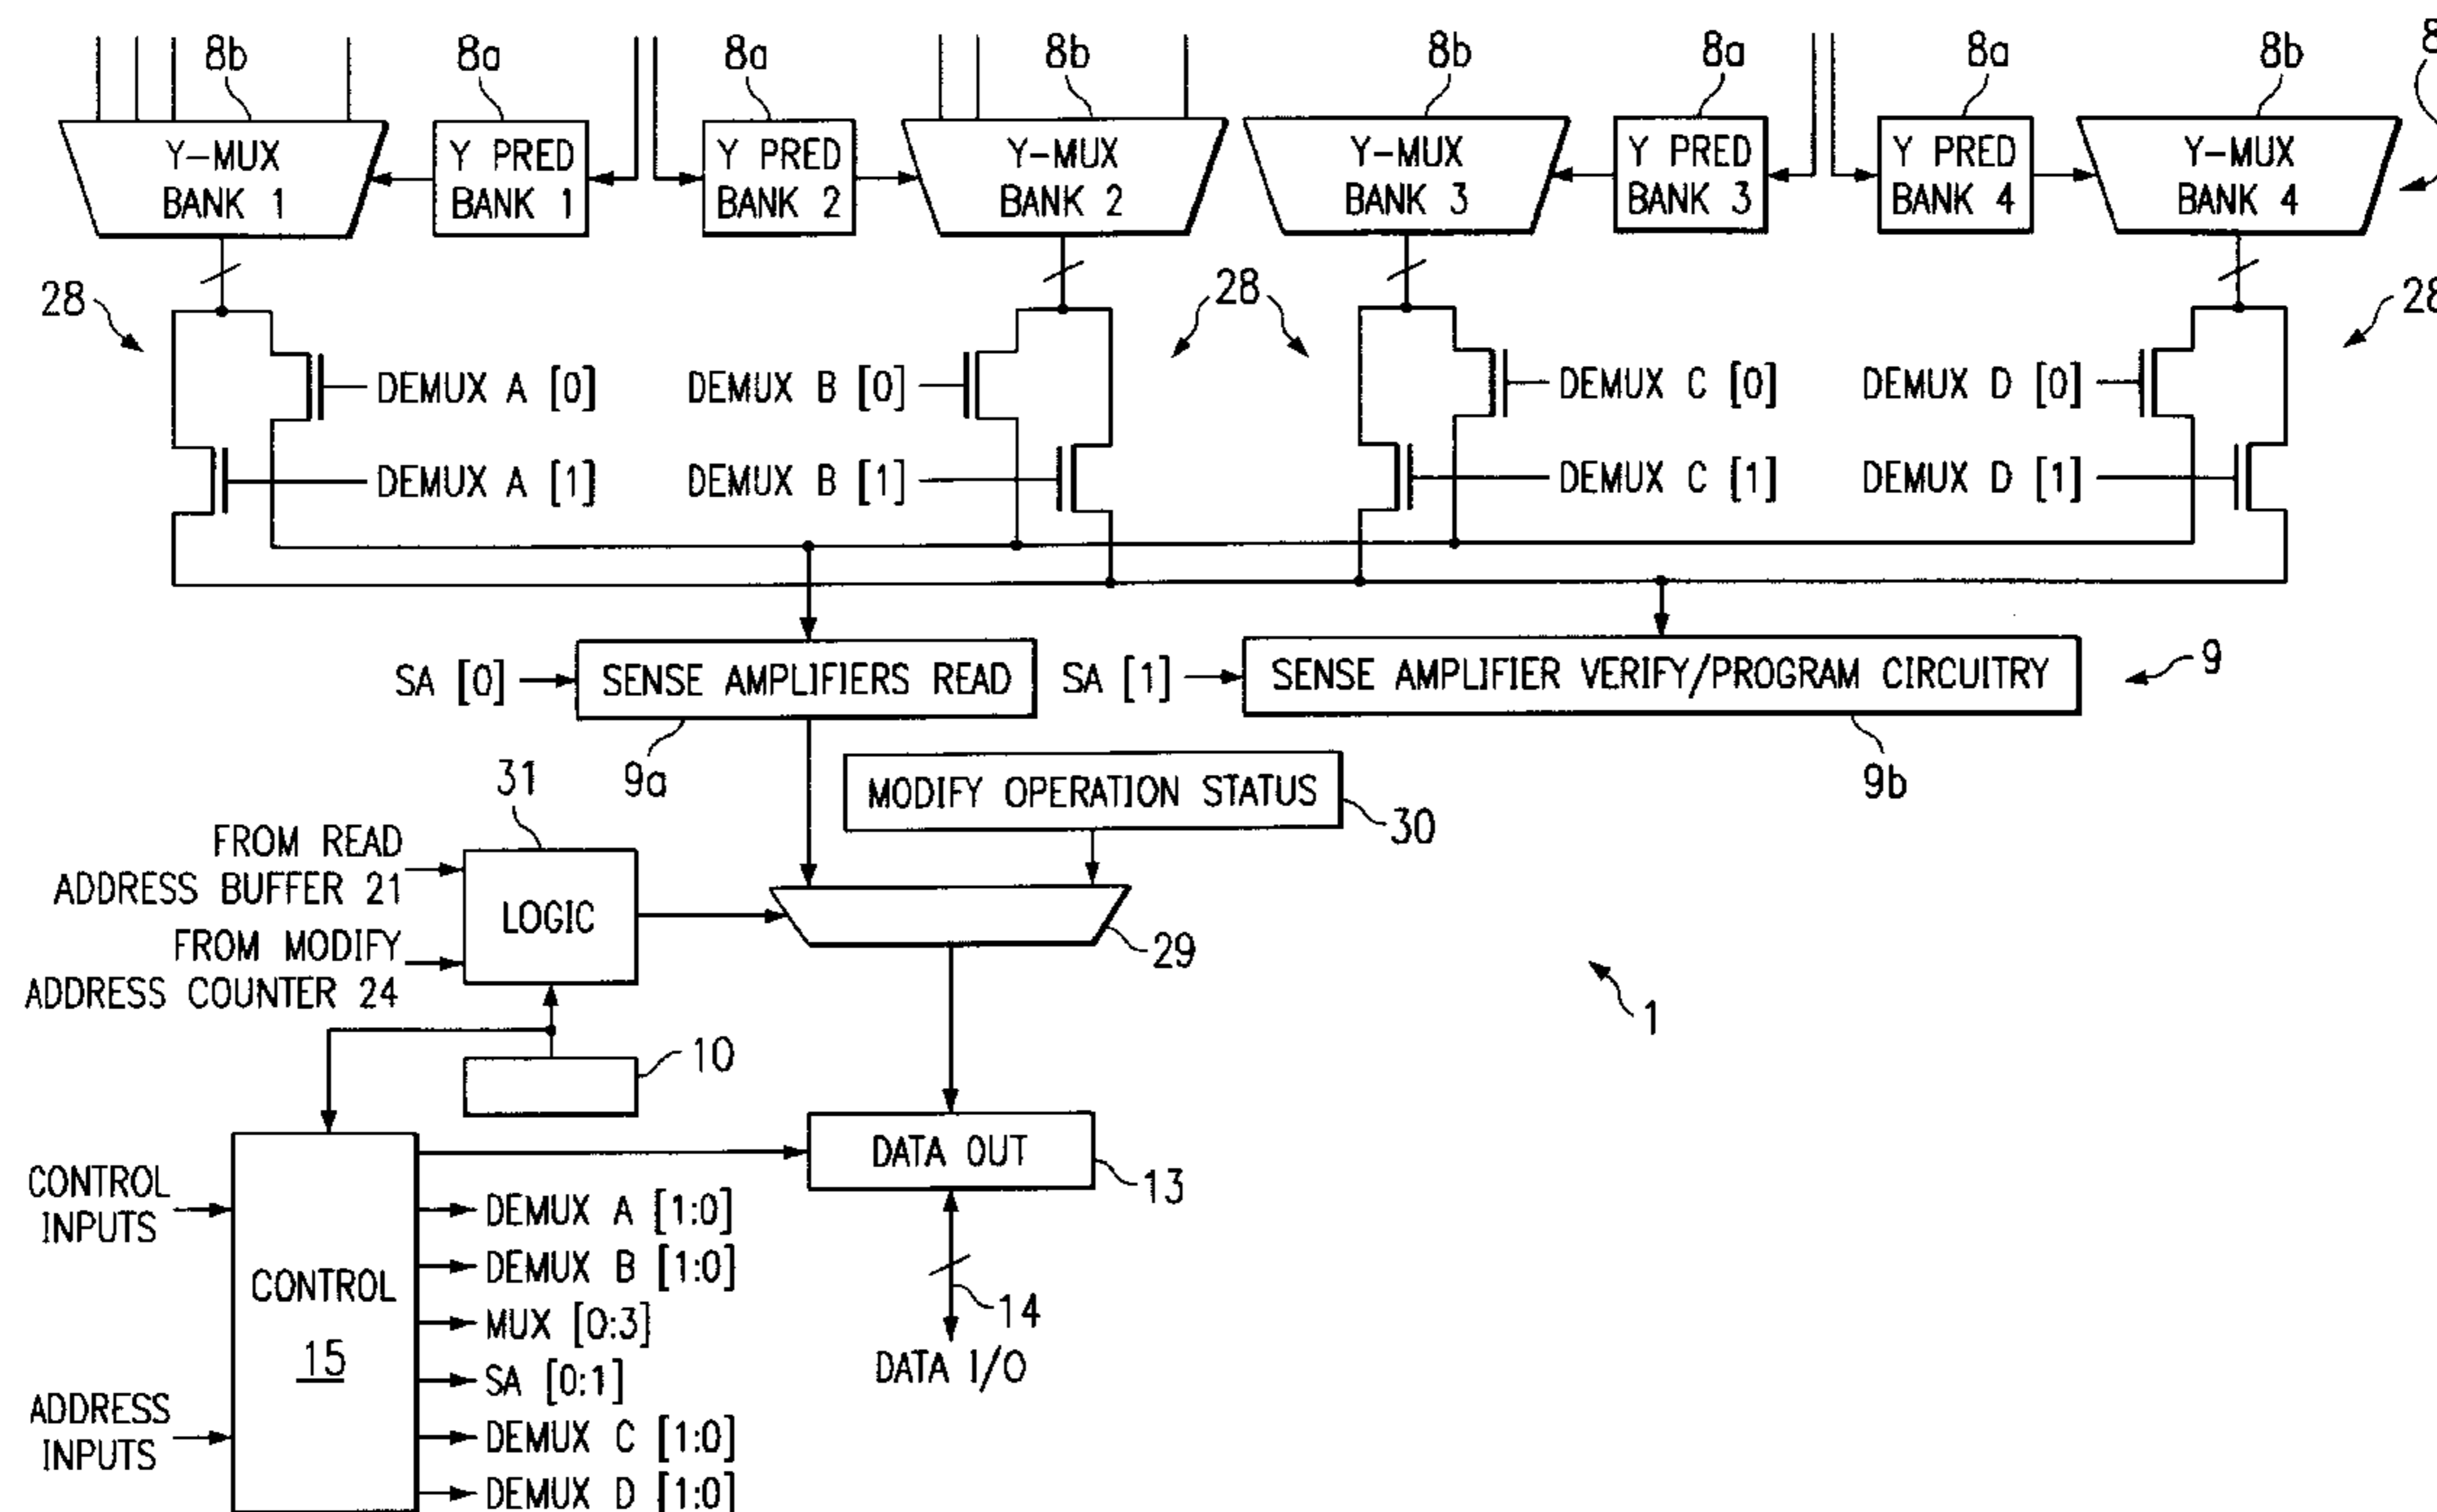 8b
8a
8a
8b
8b
8a
8a
8b
8
Y-MUX
BANK 1
Y PRED
BANK 1
Y PRED
BANK 2
Y-MUX
BANK 2
Y-MUX
BANK 3
Y PRED
BANK 3
Y PRED
BANK 4
Y-MUX
BANK 4
28
28
28
DEMUX A [0]
DEMUX B [0]
DEMUX C [0]
DEMUX D [0]
DEMUX A [1]
DEMUX B [1]
DEMUX C [1]
DEMUX D [1]
SA [0]
SENSE AMPLIFIERS READ
SA [1]
SENSE AMPLIFIER VERIFY/PROGRAM CIRCUITRY
9
9a
9b
31
MODIFY OPERATION STATUS
30
FROM READ
ADDRESS BUFFER 21
FROM MODIFY
ADDRESS COUNTER 24
LOGIC
29
1
10
DATA OUT
13
CONTROL
INPUTS
ADDRESS
INPUTS
CONTROL
15
DEMUX A [1:0]
DEMUX B [1:0]
MUX [0:3]
SA [0:1]
DEMUX C [1:0]
DEMUX D [1:0]
14
DATA I/O